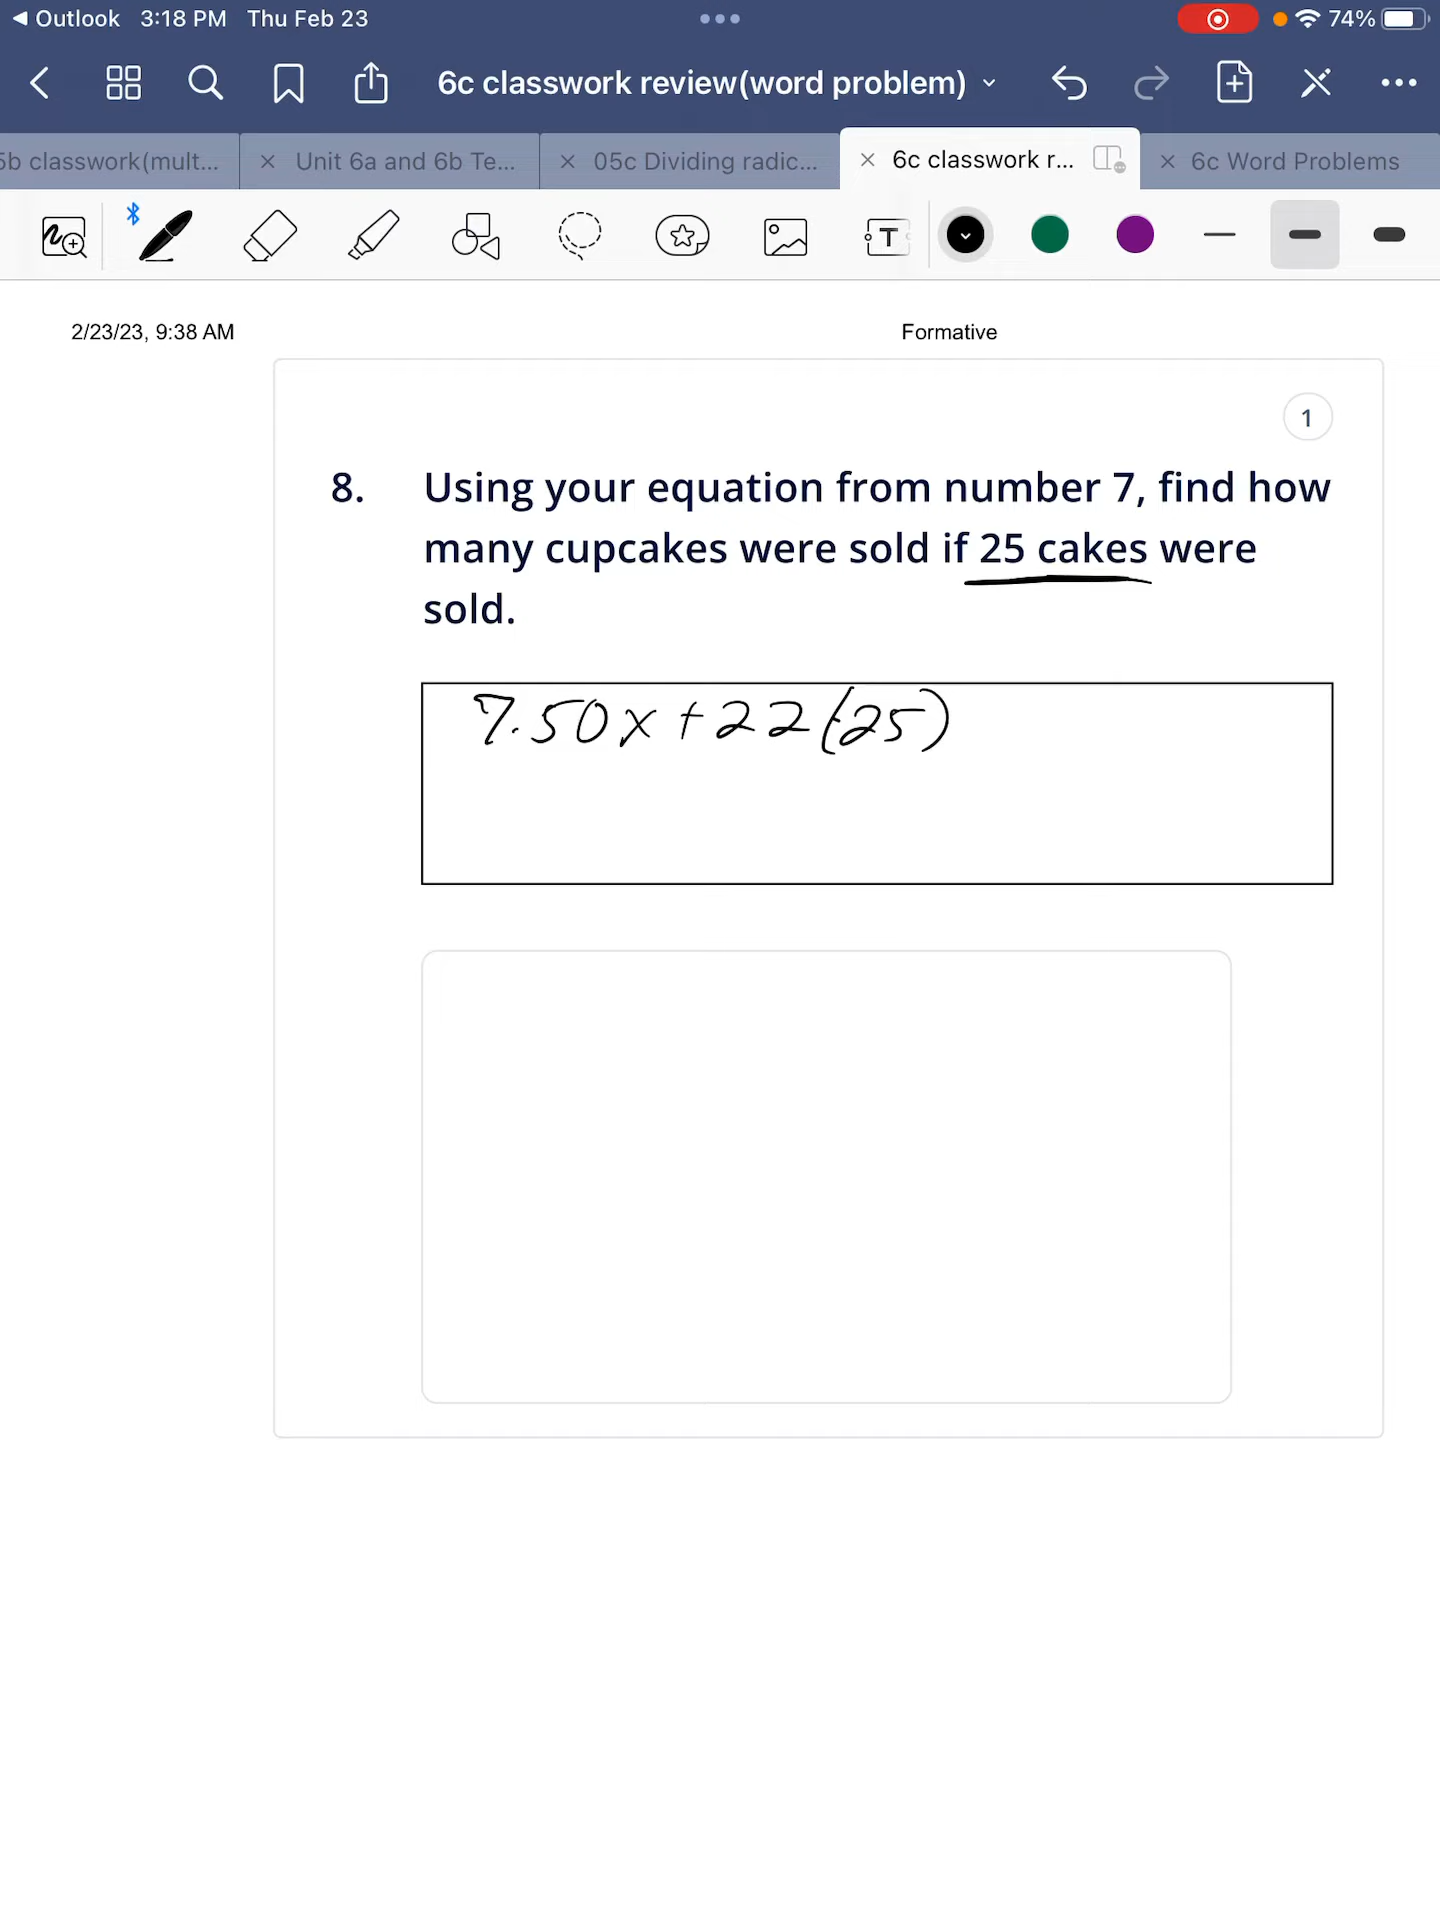 Outlook 3:18 PM Thu Feb 23 74%
6c classwork review(word problem)
5b classwork(mult... Unit 6a and 6b Te... 05c Dividing radic... 6c classwork r... 6c Word Problems
T
2/23/23, 9:38 AM Formative
1
8. Using your equation from number 7, find how
many cupcakes were sold if 25 cakes were
sold.
7.50x+22(25)